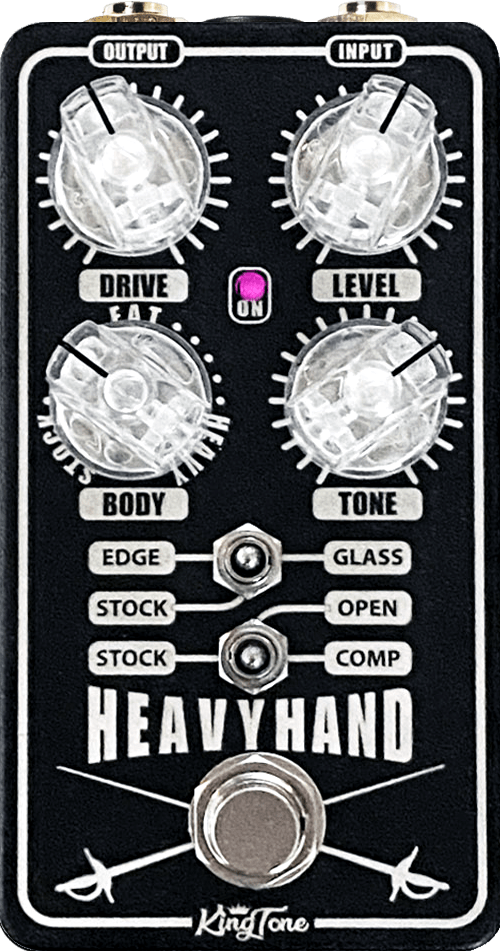 OUTPUT INPUT
DRIVE
LEVEL
ON
FAT
STOCK
HEAVY
BODY
TONE
EDGE GLASS
STOCK OPEN
STOCK COMP
HEAVYHAND
KingTone